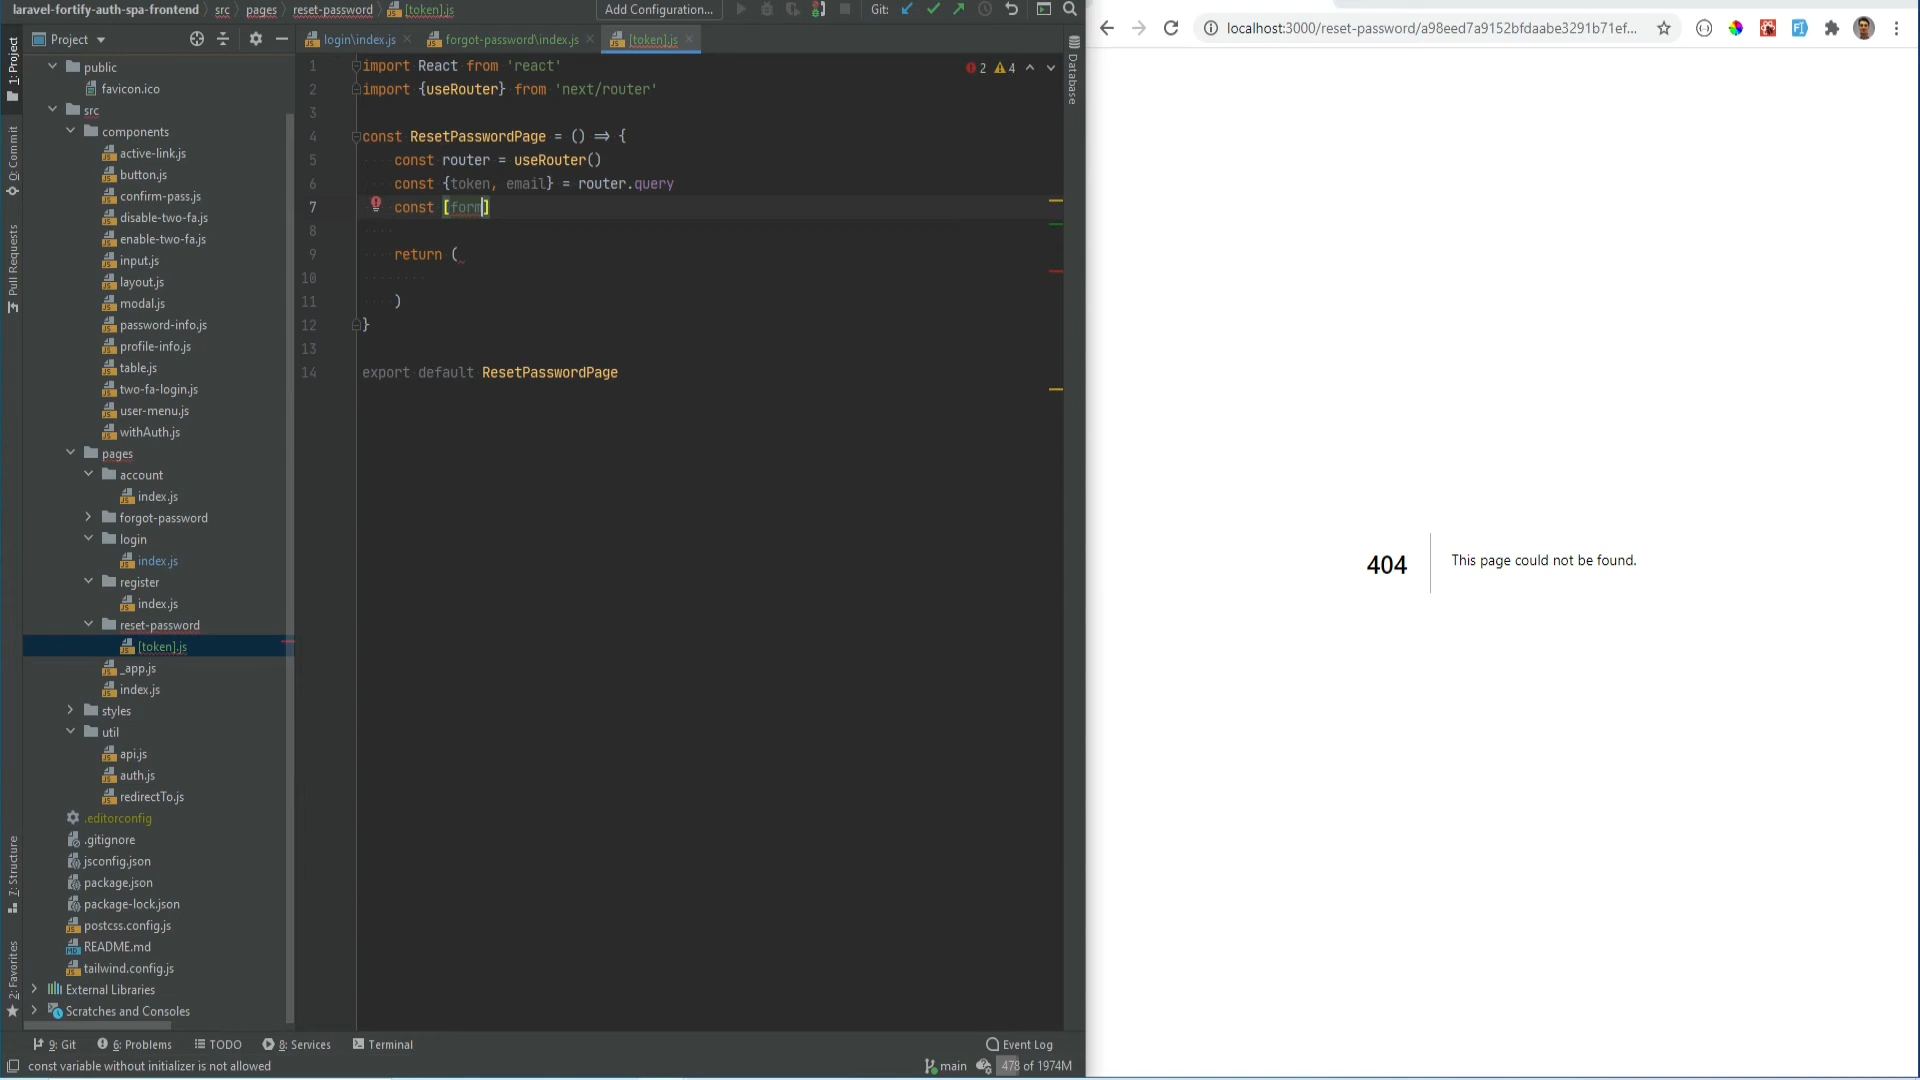 laravel-fortify-auth-spa-frontend src pages reset-password [token].js
Add Configuration...
Git:
localhost:3000/reset-password/a98eed7a9152bfdaabe3291b71ef...
Project
login\index.js
forgot-password\index.js
[token].js
1: Project
0: Commit
Pull Requests
7: Structure
2: Favorites
Database
public
favicon.ico
src
components
active-link.js
button.js
confirm-pass.js
disable-two-fa.js
enable-two-fa.js
input.js
layout.js
modal.js
password-info.js
profile-info.js
table.js
two-fa-login.js
user-menu.js
withAuth.js
pages
account
index.js
forgot-password
login
index.js
register
index.js
reset-password
[token].js
_app.js
index.js
styles
util
api.js
auth.js
redirectTo.js
.editorconfig
.gitignore
jsconfig.json
package.json
package-lock.json
postcss.config.js
README.md
tailwind.config.js
External Libraries
Scratches and Consoles
1 import React from 'react'
2 4
2 import {useRouter} from 'next/router'
3
4 const ResetPasswordPage = () => {
5 const router = useRouter()
6 const {token, email} = router.query
7 const [form]
8
9 return (
10
11 )
12 }
13
14 export default ResetPasswordPage
404 This page could not be found.
9: Git
6: Problems
TODO
8: Services
Terminal
Event Log
const variable without initializer is not allowed
main
478 of 1974M